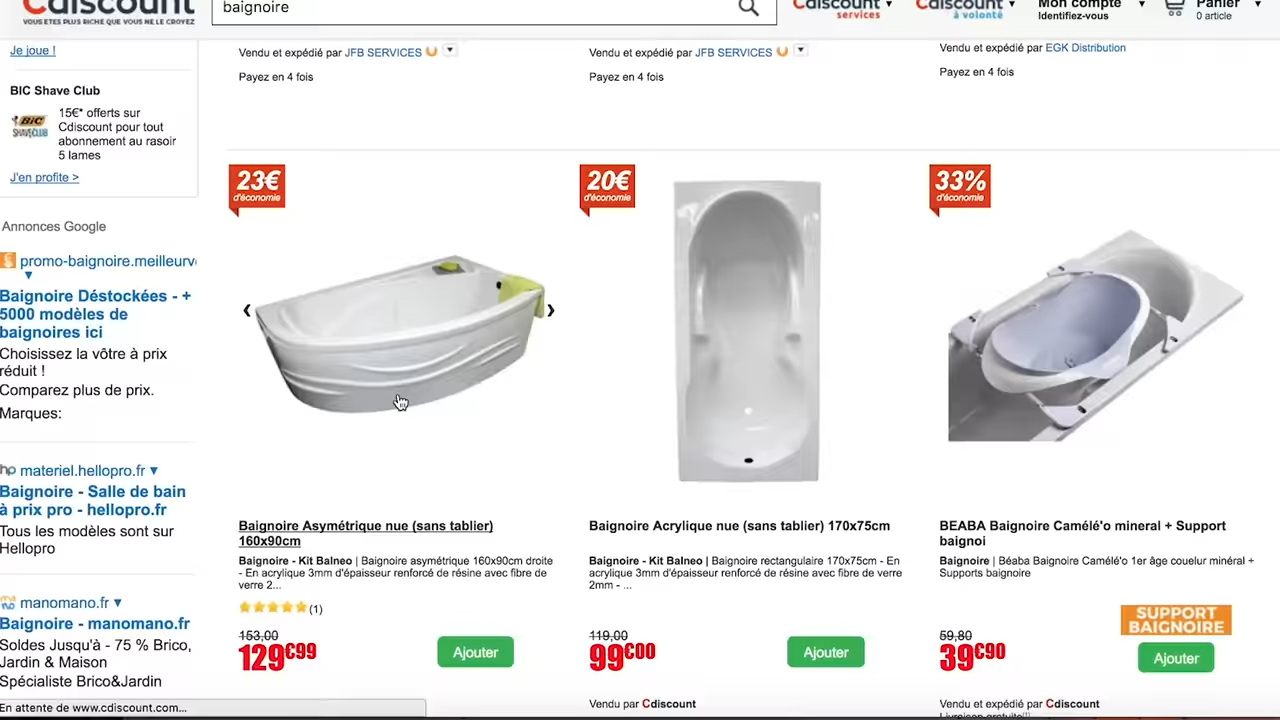 Cdiscount
VOUS ETES PLUS RICHE QUE VOUS NE LE CROYEZ
baignoire
Cdiscount
services
Cdiscount
à volonté
Mon compte
Identifiez-vous
Panier
0 article
Je joue !
BIC Shave Club
BIC
SHAVECLUB
15€* offerts sur
Cdiscount pour tout
abonnement au rasoir
5 lames
J'en profite >
Annonces Google
promo-baignoire.meilleurv
Baignoire Déstockées - +
5000 modèles de
baignoires ici
Choisissez la vôtre à prix
réduit !
Comparez plus de prix.
Marques:
hp materiel.hellopro.fr
Baignoire - Salle de bain
à prix pro - hellopro.fr
Tous les modèles sont sur
Hellopro
manomano.fr
Baignoire - manomano.fr
Soldes Jusqu'à - 75 % Brico,
Jardin & Maison
Spécialiste Brico&Jardin
En attente de www.cdiscount.com...
Vendu et expédié par JFB SERVICES
Payez en 4 fois
Vendu et expédié par JFB SERVICES
Payez en 4 fois
Vendu et expédié par EGK Distribution
Payez en 4 fois
23€
d'économie
Baignoire Asymétrique nue (sans tablier)
160x90cm
Baignoire - Kit Balneo | Baignoire asymétrique 160x90cm droite
- En acrylique 3mm d'épaisseur renforcé de résine avec fibre de
verre 2...
(1)
153,00
129€99
Ajouter
20€
d'économie
Baignoire Acrylique nue (sans tablier) 170x75cm
Baignoire - Kit Balneo | Baignoire rectangulaire 170x75cm - En
acrylique 3mm d'épaisseur renforcé de résine avec fibre de verre
2mm - ...
119,00
99€00
Ajouter
Vendu par Cdiscount
33%
d'économie
BEABA Baignoire Camélé'o mineral + Support
baignoi
Baignoire | Béaba Baignoire Camélé'o 1er âge couelur minéral +
Supports baignoire
SUPPORT
BAIGNOIRE
59,80
39€90
Ajouter
Vendu et expédié par Cdiscount
Livraison gratuite